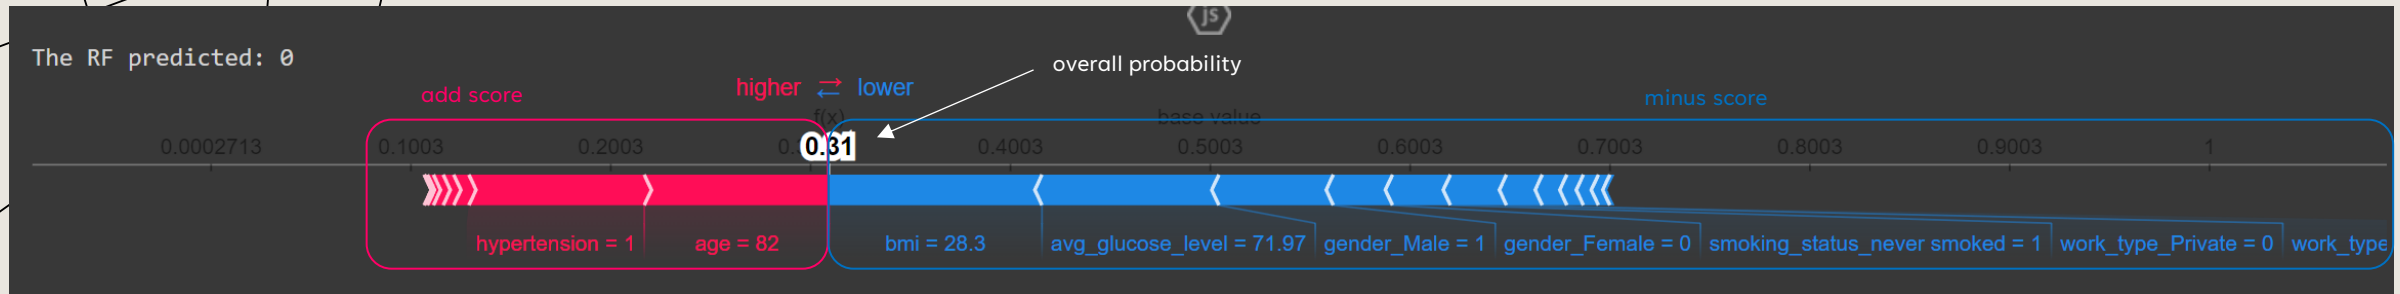 js
The RF predicted: 0
overall probability
add score
higher lower
minus score
f(x)
base value
0.0002713 0.1003 0.2003 0.31 0.4003 0.5003 0.6003 0.7003 0.8003 0.9003 1
hypertension = 1 age = 82 bmi = 28.3 avg_glucose_level = 71.97 gender_Male = 1 gender_Female = 0 smoking_status_never smoked = 1 work_type_Private = 0 work_type